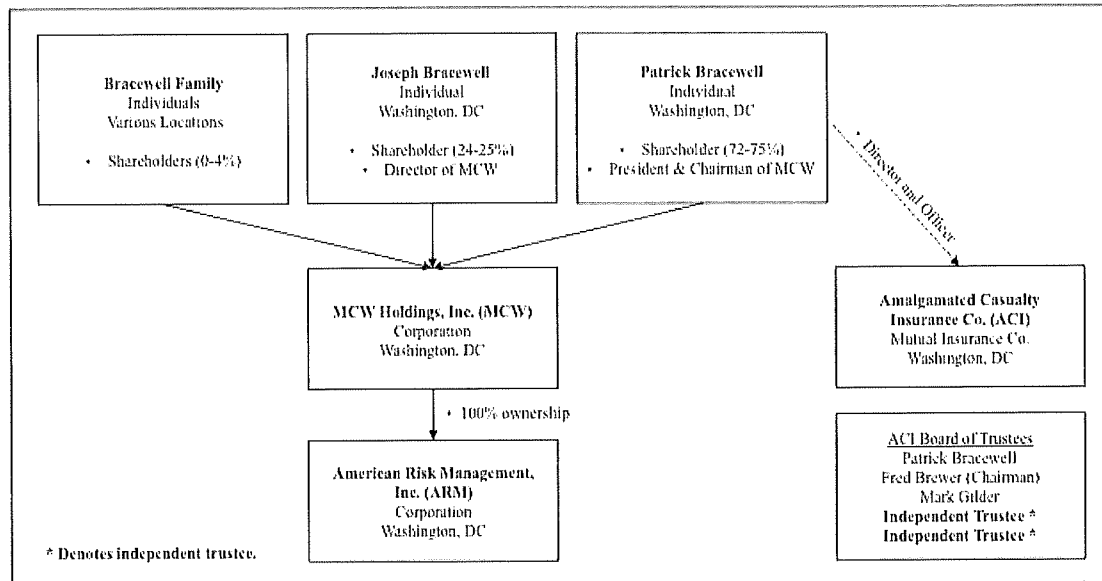 Bracewell Family
Individuals
Various Locations
• Shareholders (0-4%)
Joseph Bracewell
Individual
Washington. DC
• Shareholder (24-25%)
• Director of MCW
Patrick Bracewell
Individual
Washington, DC
• Shareholder (72-75%)
• President & Chairman of MCW
• Director and Officer
MCW Holdings, Inc. (MCW)
Corporation
Washington. DC
Amalgamated Casualty
Insurance Co. (ACI)
Mutual Insurance Co.
Washington, DC
• 100% ownership
American Risk Management,
Inc. (ARM)
Corporation
Washington, DC
ACI Board of Trustees
Patrick Bracewell
Fred Brewer (Chairman)
Mark Gilder
Independent Trustee *
Independent Trustee *
* Denotes independent trustee.